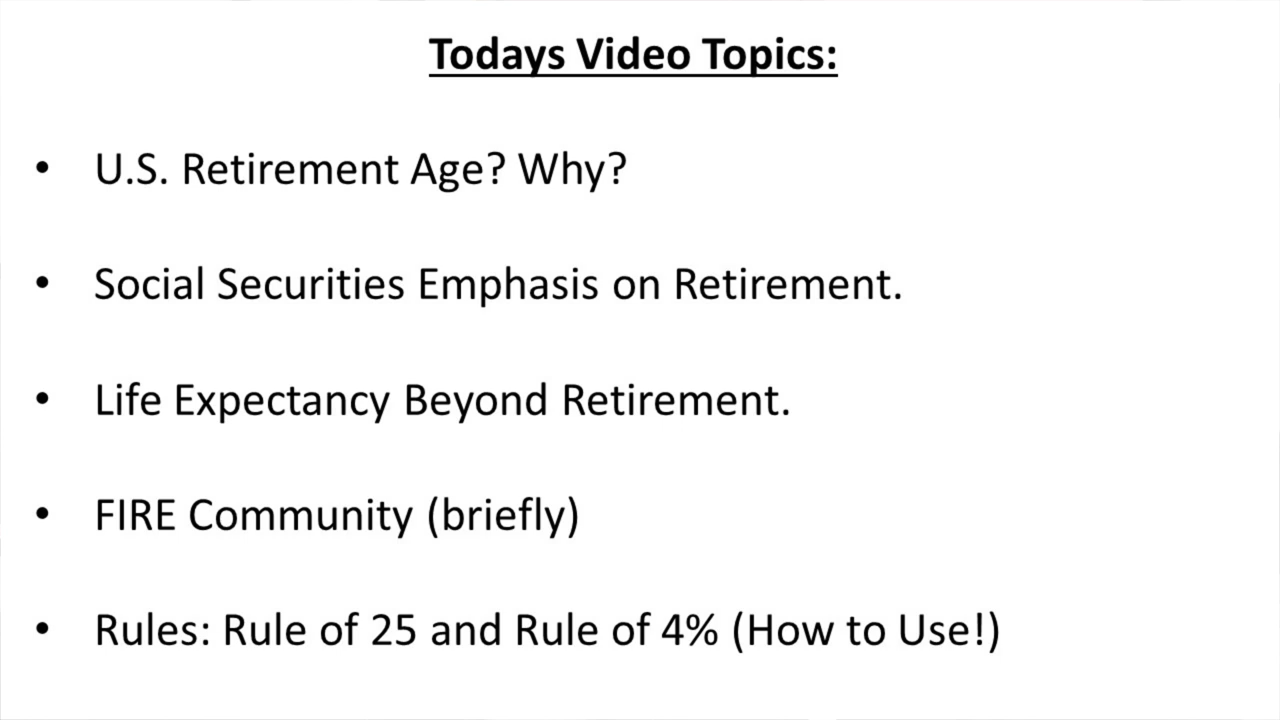 Todays Video Topics:
• U.S. Retirement Age? Why?
• Social Securities Emphasis on Retirement.
• Life Expectancy Beyond Retirement.
• FIRE Community (briefly)
• Rules: Rule of 25 and Rule of 4% (How to Use!)